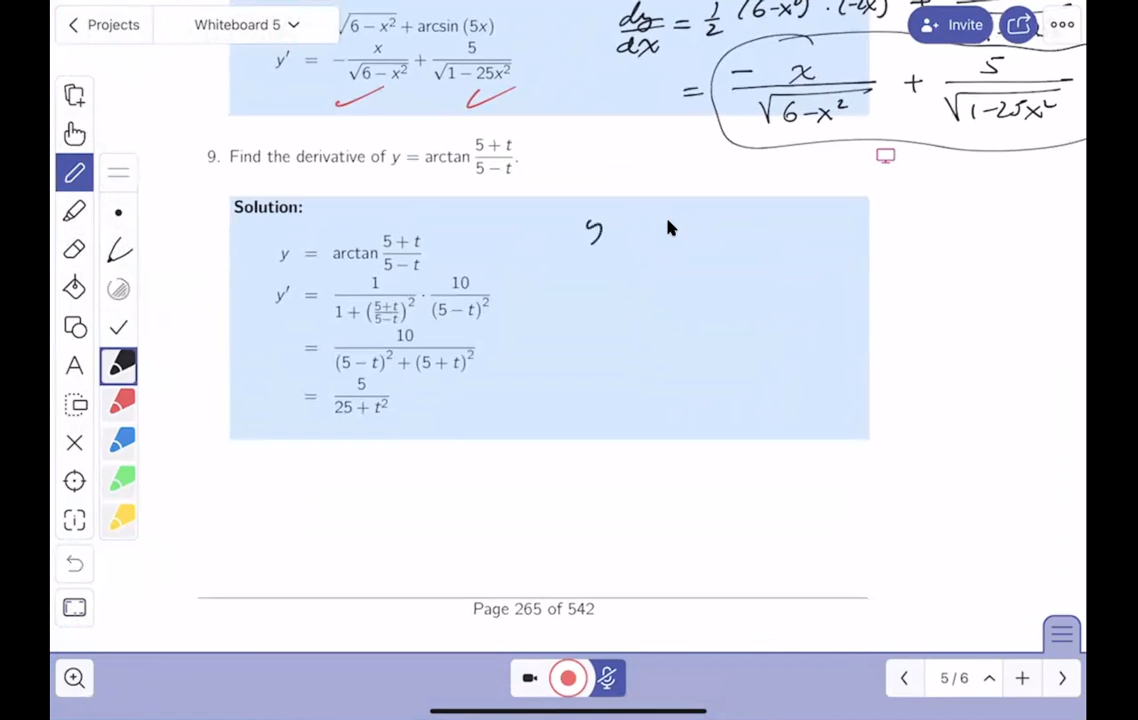 Projects
Whiteboard 5
Invite
√6 − x² + arcsin (5x)
y′ = − x/√6 − x² + 5/√1 − 25x²
dy/dx = 1/2 (6-x²) · (-2x)
= - x/√6-x² + 5/√1-25x²
9. Find the derivative of y = arctan 5 + t/5 − t.
Solution:
y = arctan 5 + t/5 − t
y′ = 1/1 + (5+t/5−t)² · 10/(5 − t)²
= 10/(5 − t)² + (5 + t)²
= 5/25 + t²
y
A
Page 265 of 542
5 / 6